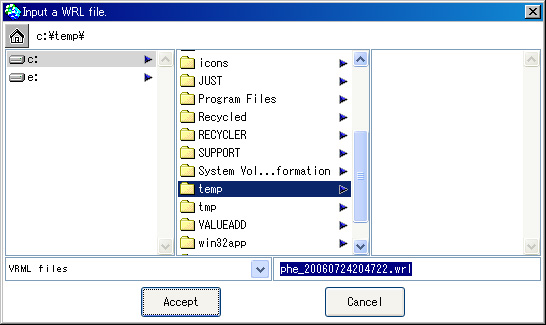 Input a WRL file.
c:¥temp¥
c:
e:
icons
JUST
Program Files
Recycled
RECYCLER
SUPPORT
System Vol...formation
temp
tmp
VALUEADD
win32app
VRML files
phe_20060724204722.wrl
Accept
Cancel